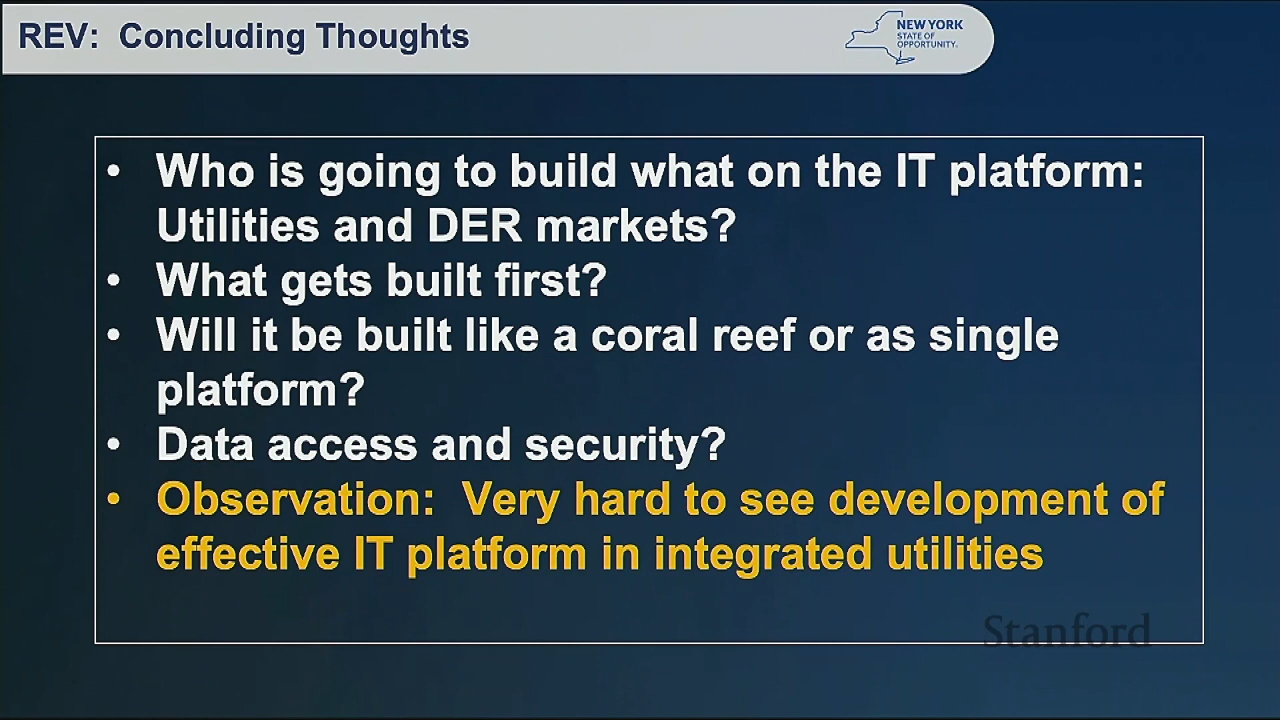 REV:  Concluding Thoughts
NEW YORK
STATE OF
OPPORTUNITY.
• Who is going to build what on the IT platform:
Utilities and DER markets?
• What gets built first?
• Will it be built like a coral reef or as single
platform?
• Data access and security?
• Observation:  Very hard to see development of
effective IT platform in integrated utilities
Stanford